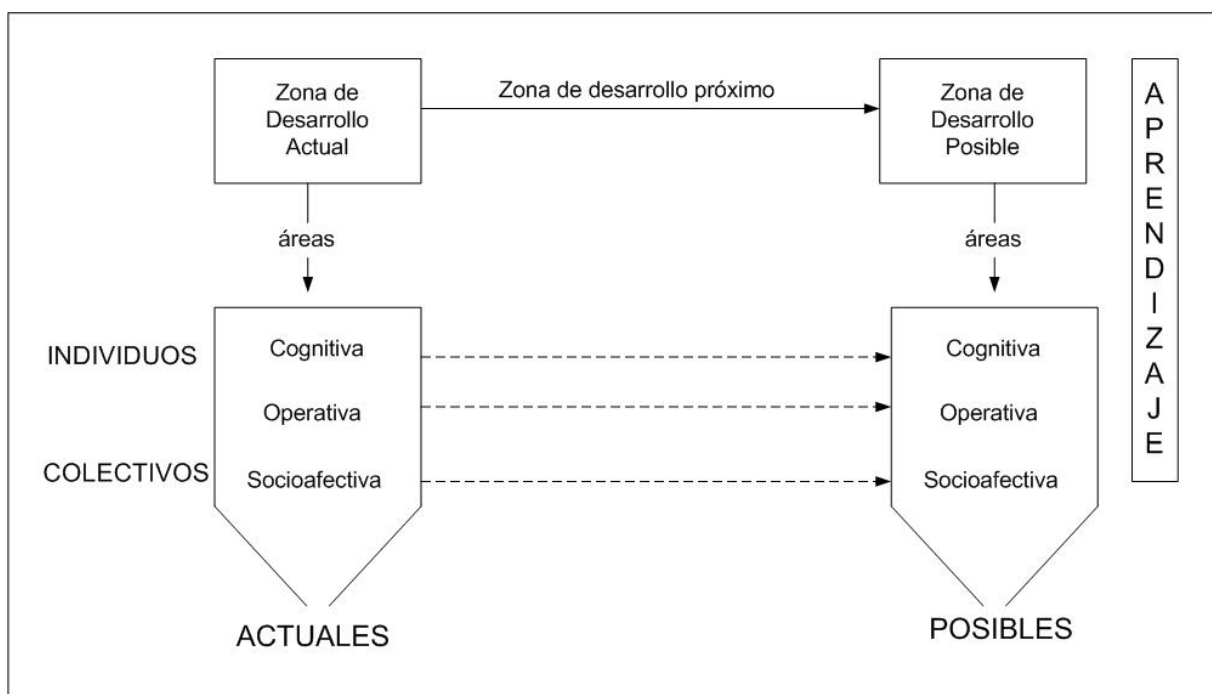 Zona de
Desarrollo
Actual
Zona de desarrollo próximo
Zona de
Desarrollo
Posible
APRENDIZAJE
áreas
áreas
INDIVIDUOS
Cognitiva
Cognitiva
Operativa
Operativa
COLECTIVOS
Socioafectiva
Socioafectiva
ACTUALES
POSIBLES